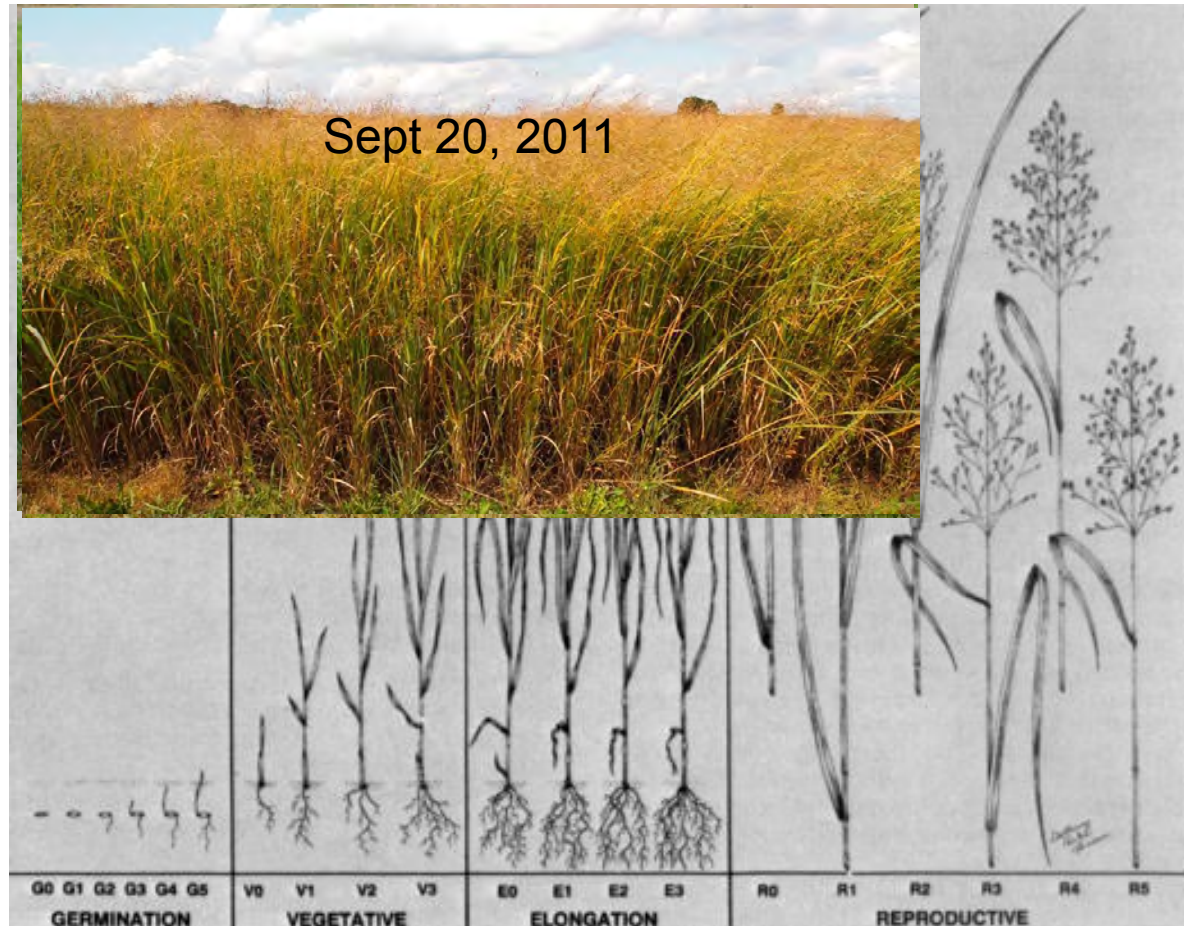 Sept 20, 2011
G0 G1 G2 G3 G4 G5 V0 V1 V2 V3 E0 E1 E2 E3 R0 R1 R2 R3 R4 R5
GERMINATION VEGETATIVE ELONGATION REPRODUCTIVE